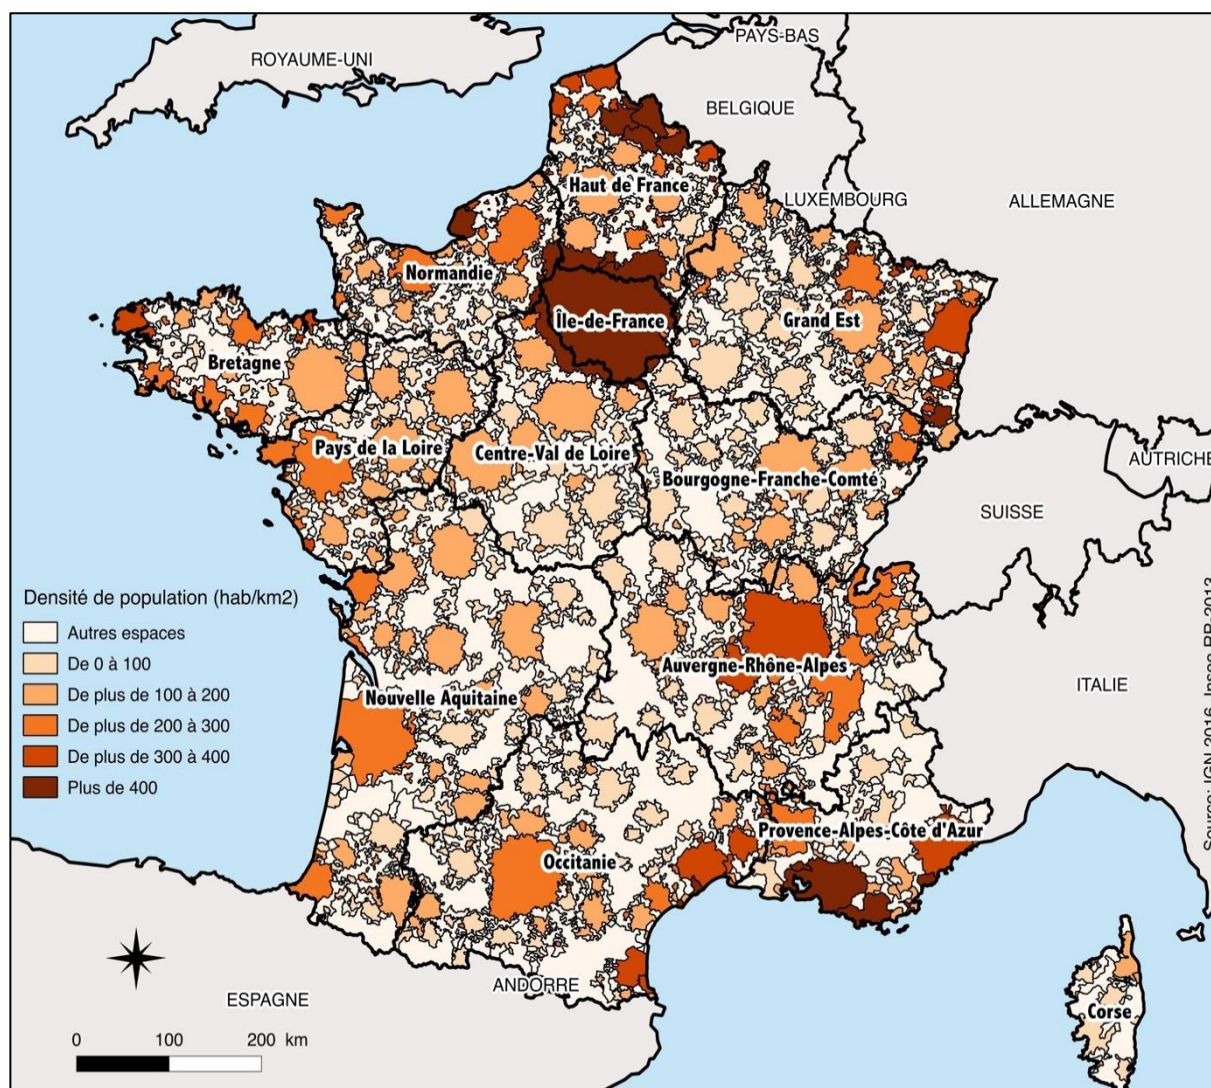 PAYS-BAS
ROYAUME-UNI
BELGIQUE
Haut de France
LUXEMBOURG
ALLEMAGNE
Normandie
Île-de-France
Grand Est
Bretagne
Pays de la Loire
Centre-Val de Loire
Bourgogne-Franche-Comté
AUTRICHE
SUISSE
Densité de population (hab/km2)
Autres espaces
De 0 à 100
De plus de 100 à 200
De plus de 200 à 300
De plus de 300 à 400
Plus de 400
Auvergne-Rhône-Alpes
Nouvelle Aquitaine
ITALIE
Provence-Alpes-Côte d'Azur
Occitanie
ANDORRE
ESPAGNE
Corse
0 100 200 km
Source: IGN 2016, Insee RP 2013